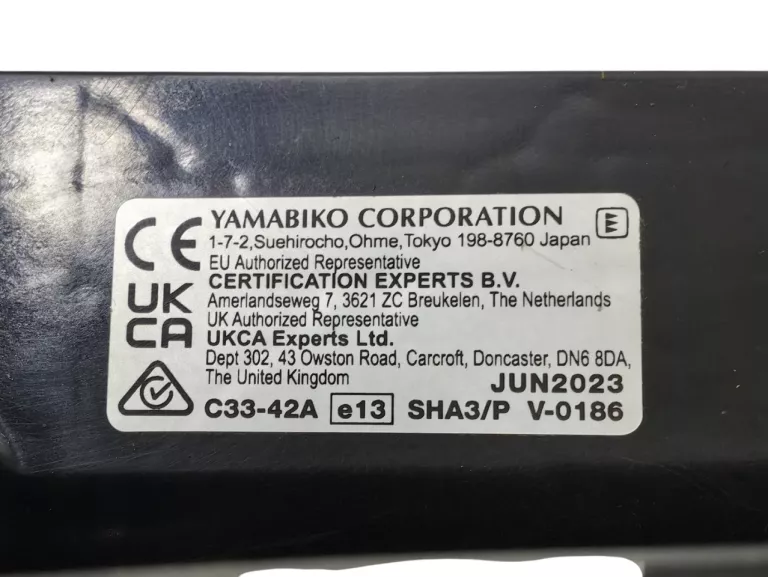 CE YAMABIKO CORPORATION
1-7-2,Suehirocho,Ohme,Tokyo 198-8760 Japan
EU Authorized Representative
CERTIFICATION EXPERTS B.V.
Amerlandseweg 7, 3621 ZC Breukelen, The Netherlands
UK
CA
UK Authorized Representative
UKCA Experts Ltd.
Dept 302, 43 Owston Road, Carcroft, Doncaster, DN6 8DA,
The United Kingdom
JUN2023
C33-42A e13 SHA3/P V-0186